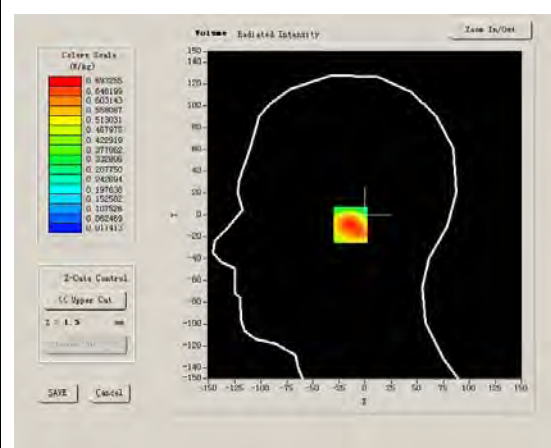 Volume Radiated Intensity
Zoom In/Out
Colors Scale
(W/kg)
0.693255
0.648199
0.603143
0.558087
0.513031
0.467975
0.422919
0.377862
0.332806
0.287750
0.242694
0.197638
0.152582
0.107526
0.062469
0.017413
Z-Cuts Control
<< Upper Cut
Z = 1.5 mm
SAVE
Cancel
150
140
120
100
80
60
40
20
0
-20
-40
-60
-80
-100
-120
-140
-150
Y
-150 -125 -100 -75 -50 -25 0 25 50 75 100 125 150
X